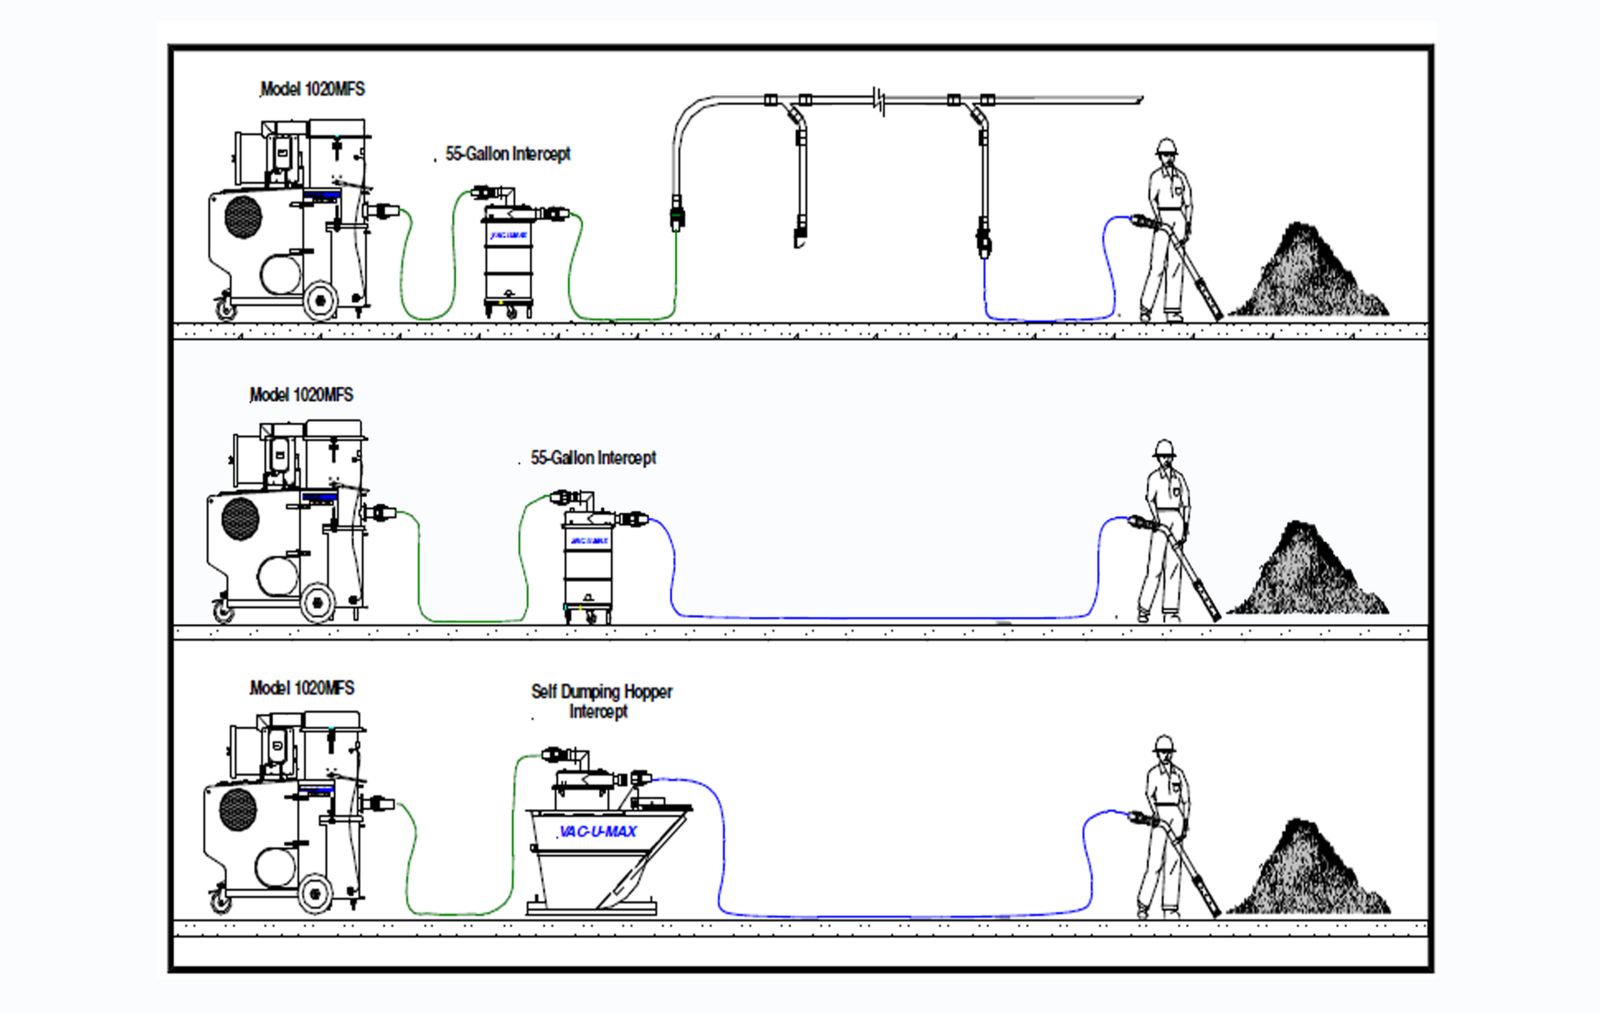 Model 1020MFS
55-Gallon Intercept
VAC-U-MAX
Model 1020MFS
55-Gallon Intercept
VAC-U-MAX
Model 1020MFS
Self Dumping Hopper
Intercept
VAC-U-MAX